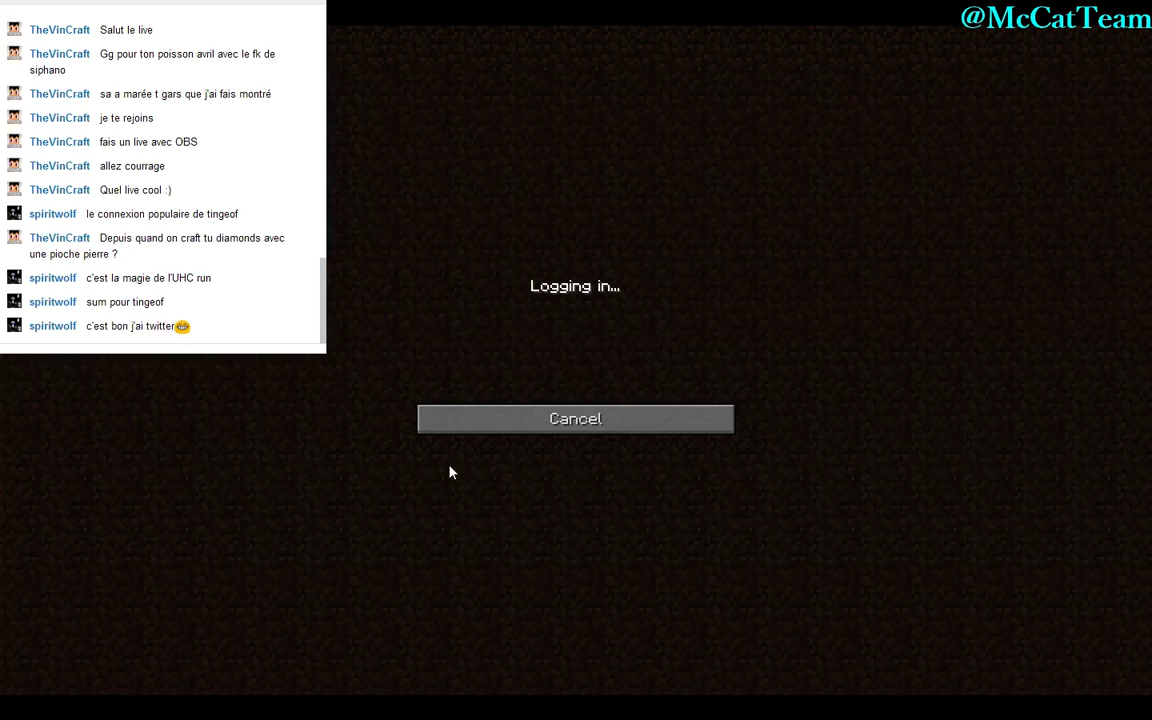 @McCatTeam
TheVinCraft Salut le live
TheVinCraft Gg pour ton poisson avril avec le fk de
siphano
TheVinCraft sa a marée t gars que j'ai fais montré
TheVinCraft je te rejoins
TheVinCraft fais un live avec OBS
TheVinCraft allez courrage
TheVinCraft Quel live cool :)
spiritwolf le connexion populaire de tingeof
TheVinCraft Depuis quand on craft tu diamonds avec
une pioche pierre ?
spiritwolf c'est la magie de l'UHC run
spiritwolf sum pour tingeof
spiritwolf c'est bon j'ai twitter
Logging in...
Cancel